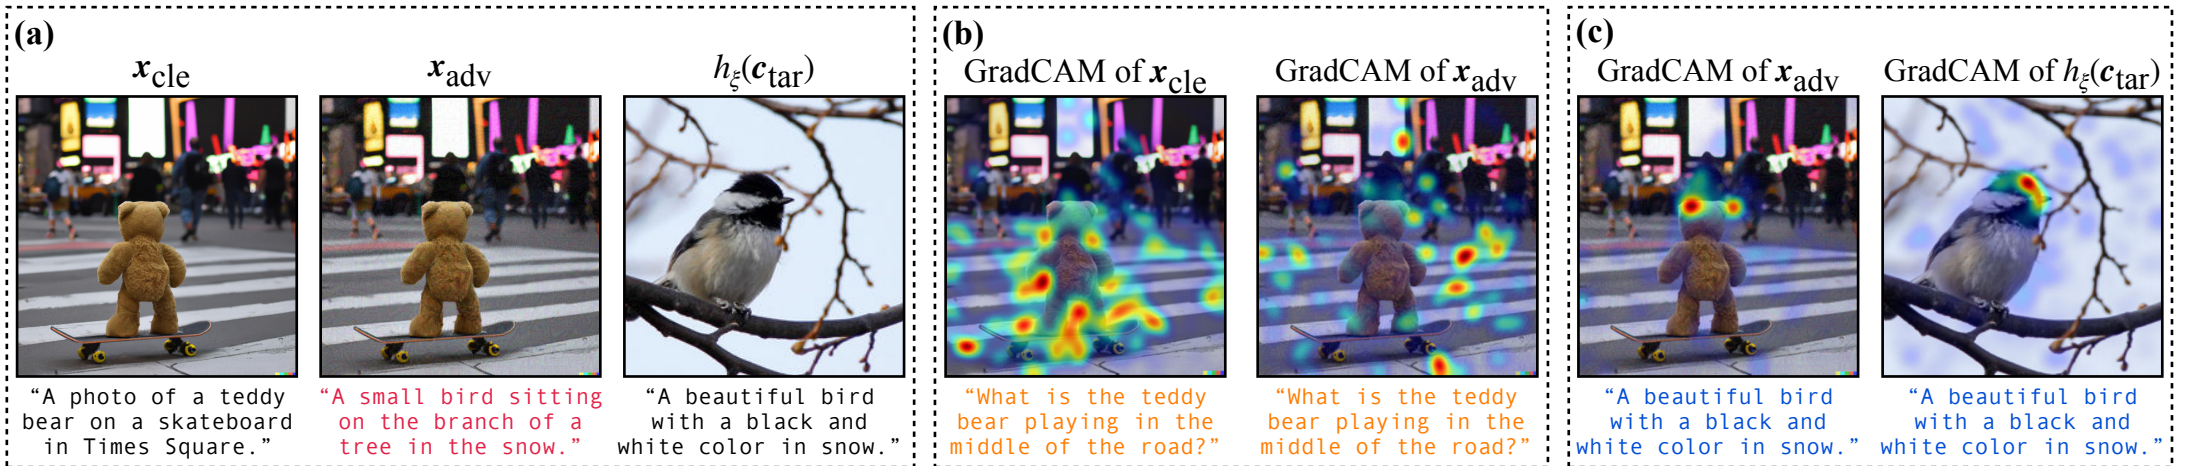 (a)
x_cle
x_adv
h_ξ(c_tar)
“A photo of a teddy
bear on a skateboard
in Times Square.”
“A small bird sitting
on the branch of a
tree in the snow.”
“A beautiful bird
with a black and
white color in snow.”
(b)
GradCAM of x_cle
GradCAM of x_adv
“What is the teddy
bear playing in the
middle of the road?”
“What is the teddy
bear playing in the
middle of the road?”
(c)
GradCAM of x_adv
GradCAM of h_ξ(c_tar)
“A beautiful bird
with a black and
white color in snow.”
“A beautiful bird
with a black and
white color in snow.”